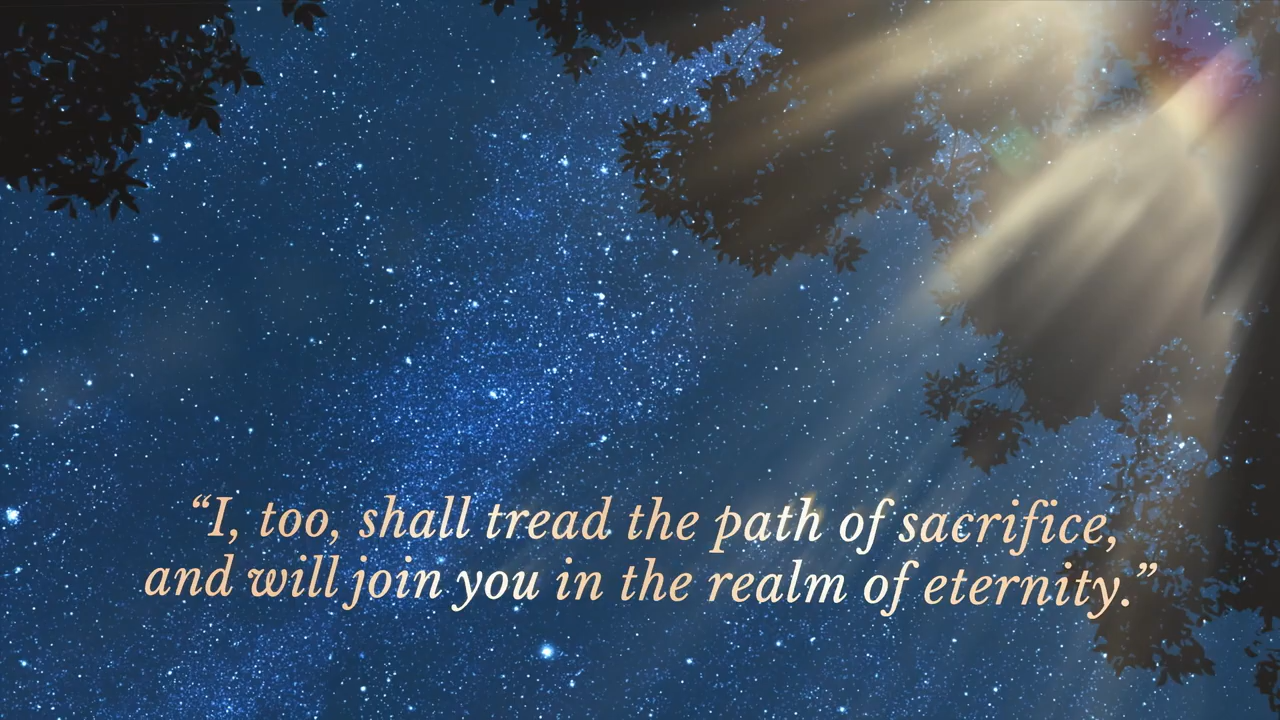 “I, too, shall tread the path of sacrifice,
and will join you in the realm of eternity.”